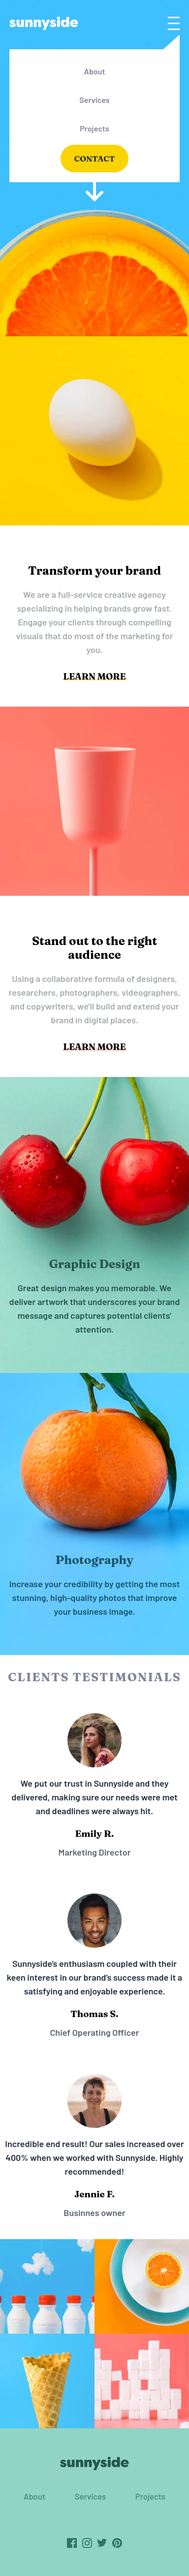 sunnyside
About
Services
Projects
CONTACT
Transform your brand
We are a full-service creative agency
specializing in helping brands grow fast.
Engage your clients through compelling
visuals that do most of the marketing for
you.
LEARN MORE
Stand out to the right
audience
Using a collaborative formula of designers,
researchers, photographers, videographers,
and copywriters, we'll build and extend your
brand in digital places.
LEARN MORE
Graphic Design
Great design makes you memorable. We
deliver artwork that underscores your brand
message and captures potential clients'
attention.
Photography
Increase your credibility by getting the most
stunning, high-quality photos that improve
your business image.
CLIENTS TESTIMONIALS
We put our trust in Sunnyside and they
delivered, making sure our needs were met
and deadlines were always hit.
Emily R.
Marketing Director
Sunnyside's enthusiasm coupled with their
keen interest in our brand's success made it a
satisfying and enjoyable experience.
Thomas S.
Chief Operating Officer
Incredible end result! Our sales increased over
400% when we worked with Sunnyside. Highly
recommended!
Jennie F.
Businnes owner
sunnyside
About Services Projects